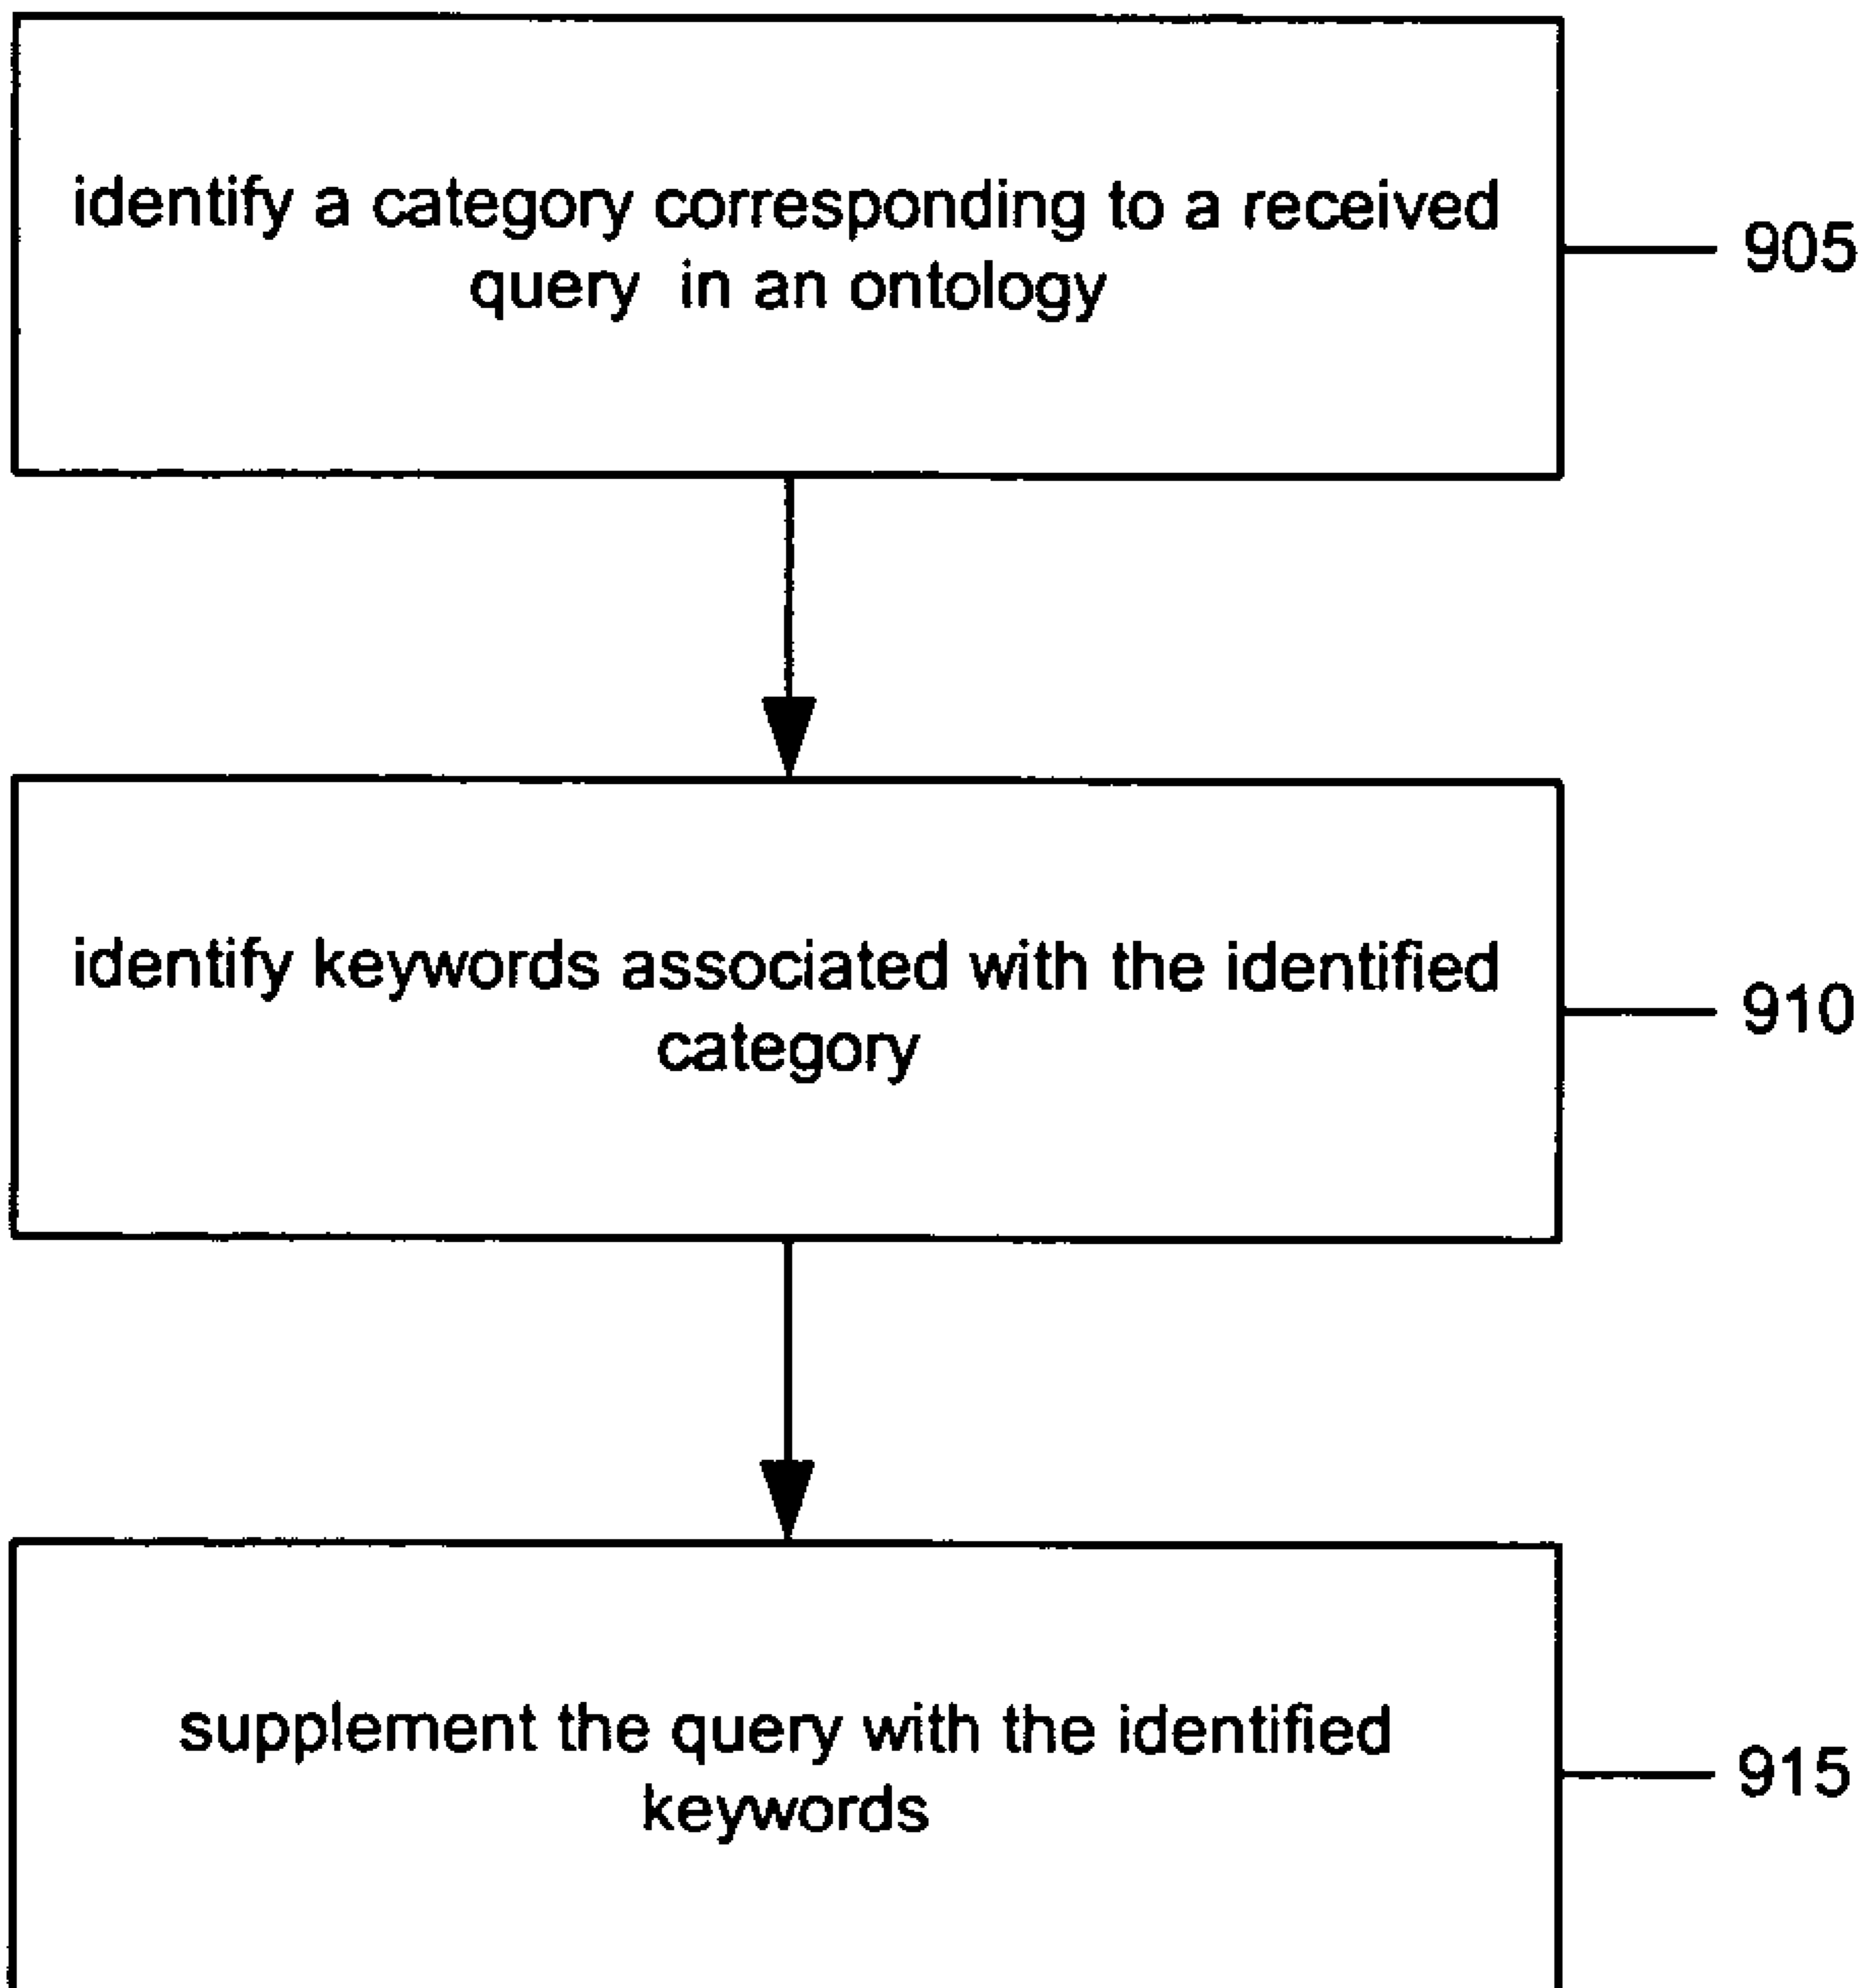 identify a category corresponding to a received
query in an ontology
905
identify keywords associated with the identified
category
910
supplement the query with the identified
keywords
915